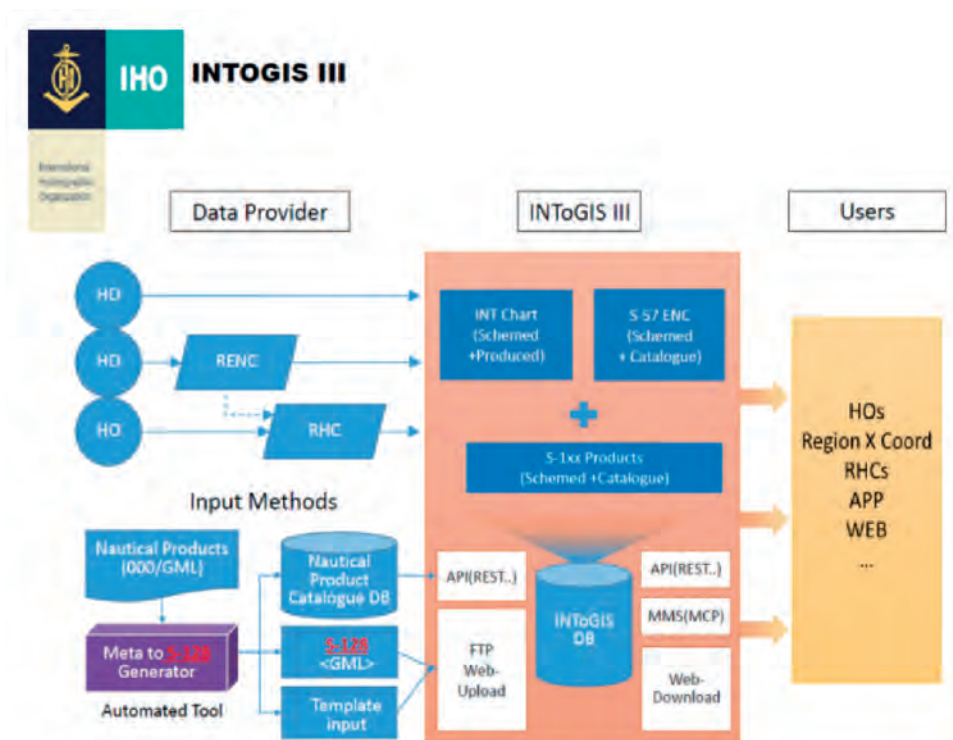 IHO
INTOGIS III
International
Hydrographic
Organization
Data Provider
INToGIS III
Users
HO
HO
RENC
HO
RHC
INT Chart
(Schemed
+Produced)
S-57 ENC
(Schemed
+ Catalogue)
S-1xx Products
(Schemed +Catalogue)
HOs
Region X Coord
RHCs
APP
WEB
...
Input Methods
Nautical Products
(000/GML)
Meta to S-128
Generator
Automated Tool
Nautical
Product
Catalogue DB
S-128
<GML>
Template
input
API(REST..)
FTP
Web-
Upload
INToGIS
DB
API(REST..)
MMS(MCP)
Web-
Download